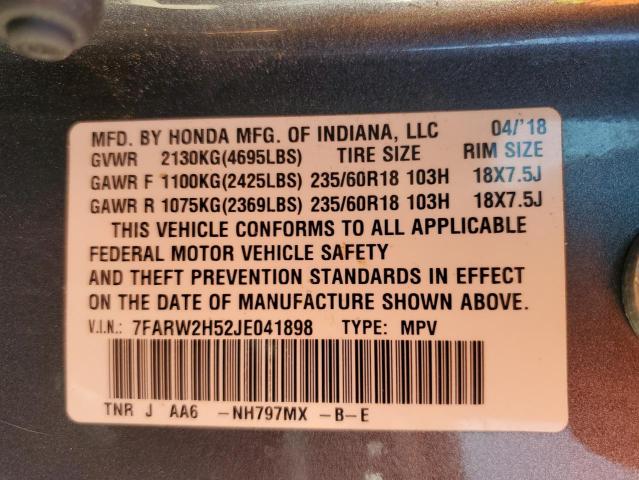 MFD. BY HONDA MFG. OF INDIANA, LLC 04/'18
GVWR 2130KG(4695LBS) TIRE SIZE RIM SIZE
GAWR F 1100KG(2425LBS) 235/60R18 103H 18X7.5J
GAWR R 1075KG(2369LBS) 235/60R18 103H 18X7.5J
THIS VEHICLE CONFORMS TO ALL APPLICABLE
FEDERAL MOTOR VEHICLE SAFETY
AND THEFT PREVENTION STANDARDS IN EFFECT
ON THE DATE OF MANUFACTURE SHOWN ABOVE.
V.I.N.: 7FARW2H52JE041898 TYPE: MPV
TNR J AA6 -NH797MX -B-E